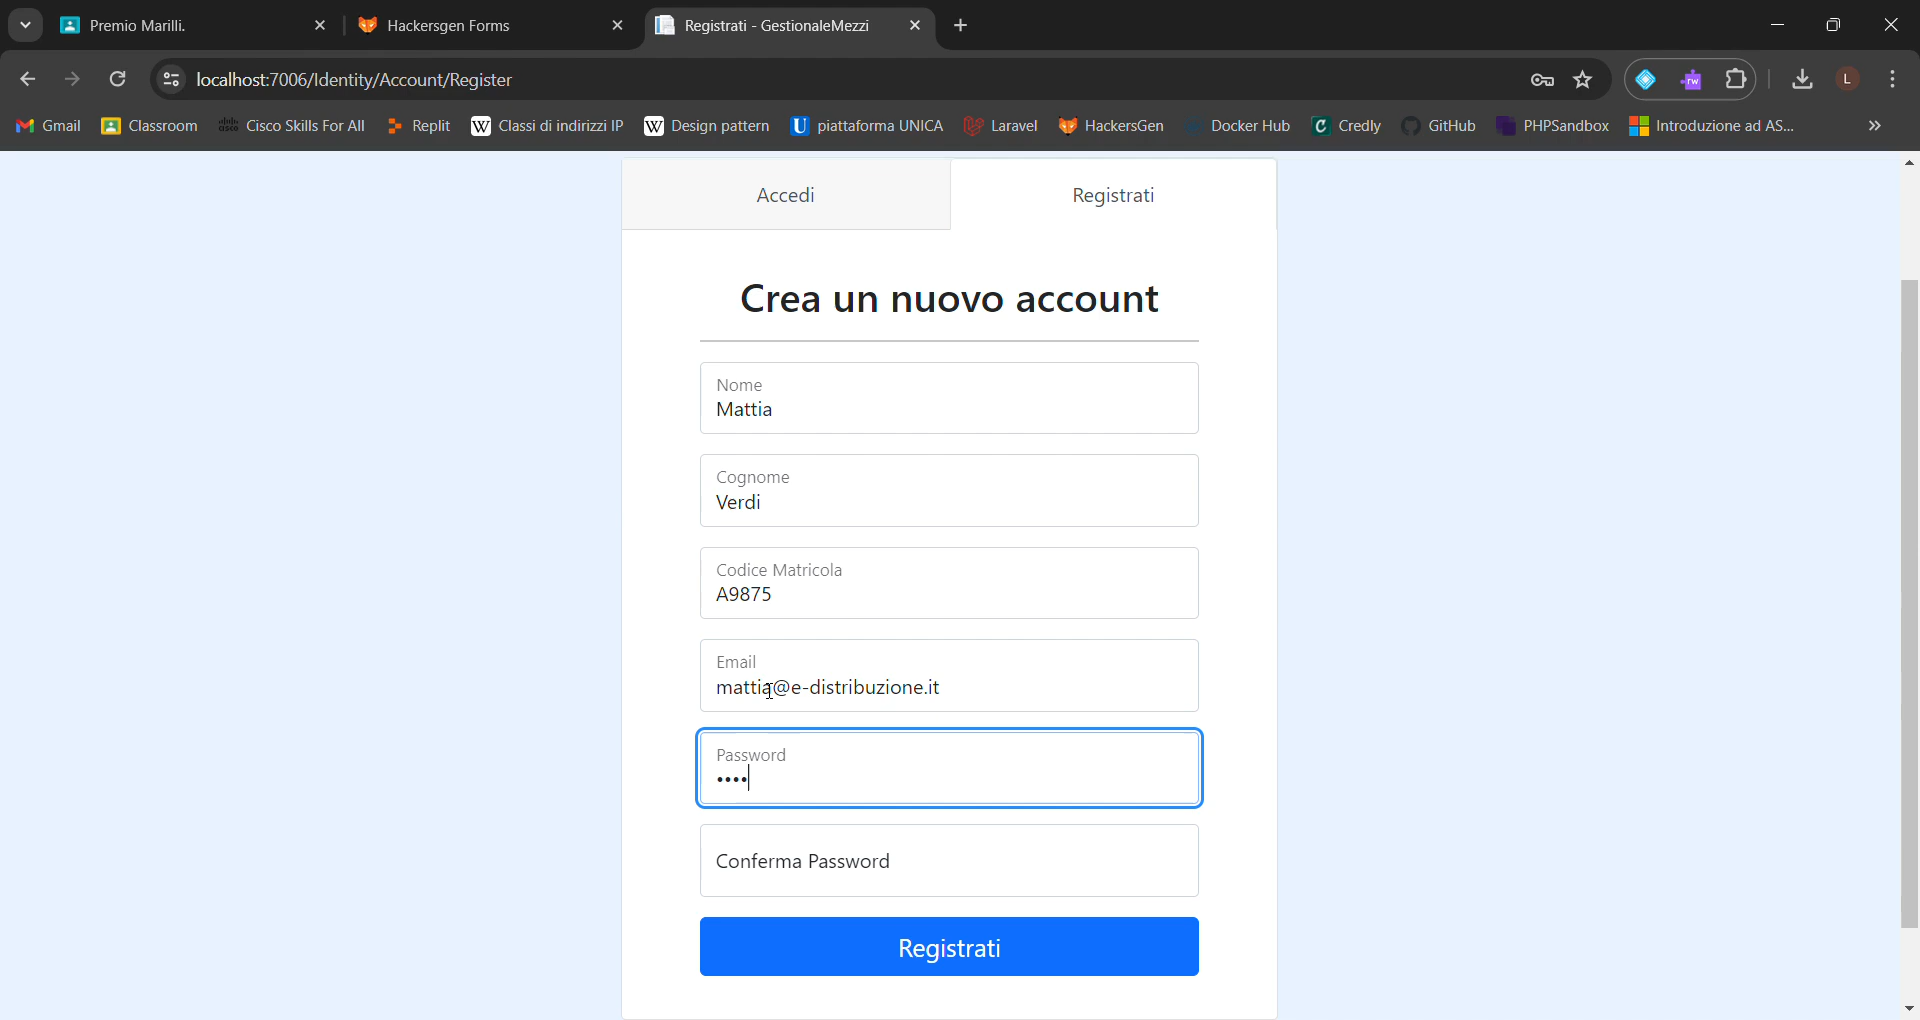 Premio Marilli.
Hackersgen Forms
Registrati - GestionaleMezzi
localhost:7006/Identity/Account/Register
rw
L
Gmail
Classroom
Cisco Skills For All
Replit
Classi di indirizzi IP
Design pattern
piattaforma UNICA
Laravel
HackersGen
Docker Hub
Credly
GitHub
PHPSandbox
Introduzione ad AS...
Accedi
Registrati
Crea un nuovo account
Nome
Mattia
Cognome
Verdi
Codice Matricola
A9875
Email
mattia@e-distribuzione.it
Password
••••
Conferma Password
Registrati